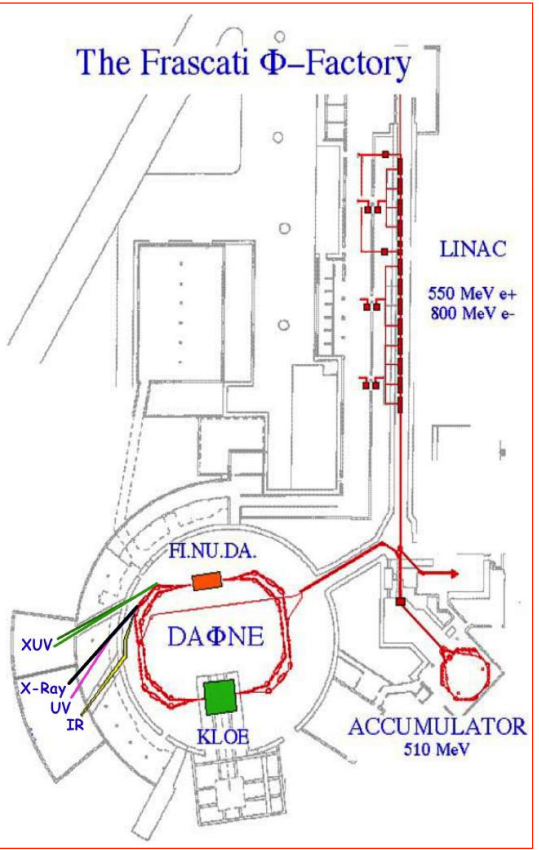 The Frascati Φ–Factory
LINAC
550 MeV e+
800 MeV e-
FI.NU.DA.
DAΦNE
XUV
X-Ray
UV
IR
KLOE
ACCUMULATOR
510 MeV